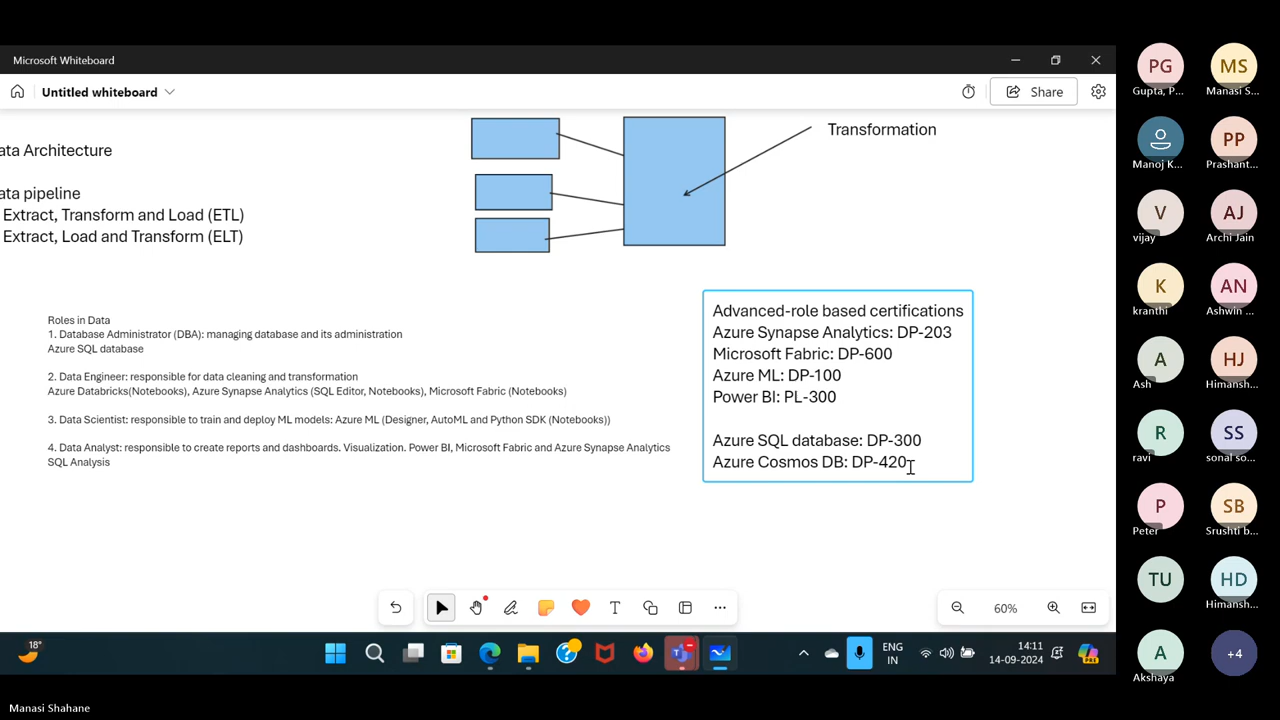 Microsoft Whiteboard
Untitled whiteboard
Share
ata Architecture
ata pipeline
Extract, Transform and Load (ETL)
Extract, Load and Transform (ELT)
Transformation
Roles in Data
1. Database Administrator (DBA): managing database and its administration
Azure SQL database
2. Data Engineer: responsible for data cleaning and transformation
Azure Databricks(Notebooks), Azure Synapse Analytics (SQL Editor, Notebooks), Microsoft Fabric (Notebooks)
3. Data Scientist: responsible to train and deploy ML models: Azure ML (Designer, AutoML and Python SDK (Notebooks))
4. Data Analyst: responsible to create reports and dashboards. Visualization. Power BI, Microsoft Fabric and Azure Synapse Analytics
SQL Analysis
Advanced-role based certifications
Azure Synapse Analytics: DP-203
Microsoft Fabric: DP-600
Azure ML: DP-100
Power BI: PL-300
Azure SQL database: DP-300
Azure Cosmos DB: DP-420
60%
18°
ENG
IN
14:11
14-09-2024
PRE
Manasi Shahane
PG
Gupta, P...
MS
Manasi S...
Manoj K...
PP
Prashant...
V
vijay
AJ
Archi Jain
K
kranthi
AN
Ashwin ...
A
Ash
HJ
Himansh...
R
ravi
SS
sonal so...
P
Peter
SB
Srushti b...
TU
HD
Himansh...
A
Akshaya
+4